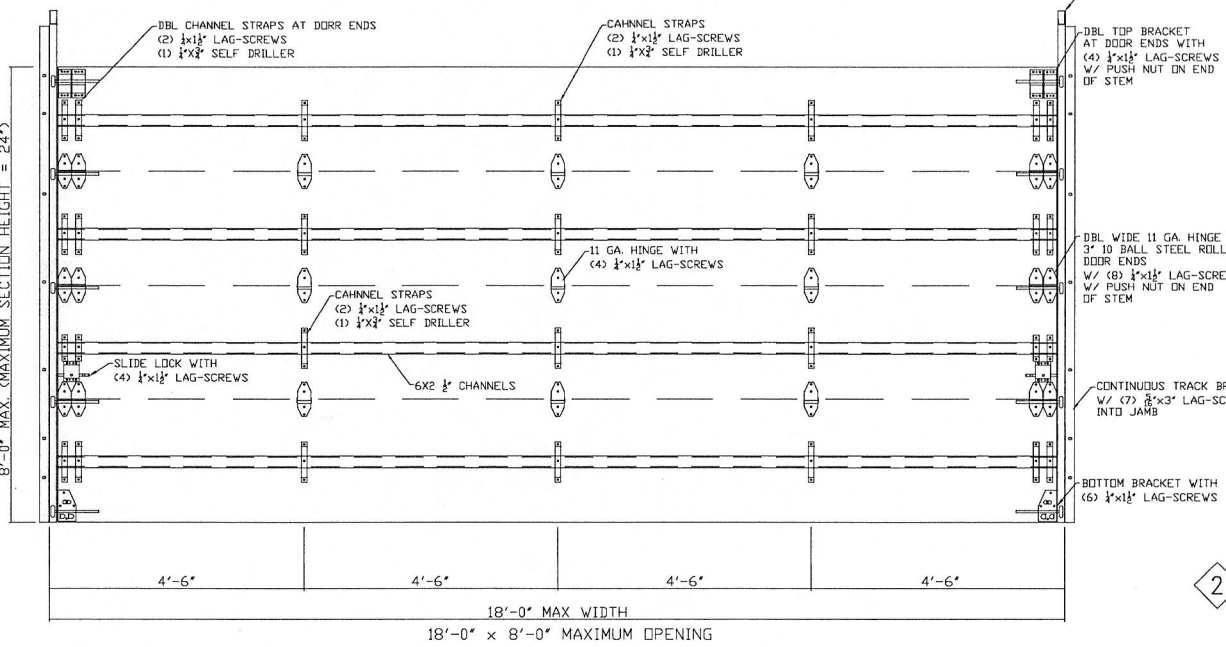 DBL CHANNEL STRAPS AT DORR ENDS
(2) ¼"x1½" LAG-SCREWS
(1) ¼"X¾" SELF DRILLER
CAHNNEL STRAPS
(2) ¼"x1½" LAG-SCREWS
(1) ¼"X¾" SELF DRILLER
DBL TOP BRACKET
AT DOOR ENDS WITH
(4) ¼"x1½" LAG-SCREWS
W/ PUSH NUT ON END
OF STEM
8'-0" MAX. (MAXIMUM SECTION HEIGHT = 24")
11 GA. HINGE WITH
(4) ¼"x1½" LAG-SCREWS
DBL WIDE 11 GA. HINGE
3" 10 BALL STEEL ROLL
DOOR ENDS
W/ (8) ¼"x1½" LAG-SCRE
W/ PUSH NUT ON END
OF STEM
CAHNNEL STRAPS
(2) ¼"x1½" LAG-SCREWS
(1) ¼"X¾" SELF DRILLER
SLIDE LOCK WITH
(4) ¼"x1½" LAG-SCREWS
6X2 ½" CHANNELS
CONTINUOUS TRACK BR
W/ (7) 5/16"x3" LAG-SC
INTO JAMB
BOTTOM BRACKET WITH
(6) ¼"x1½" LAG-SCREWS
4'-6" 4'-6" 4'-6" 4'-6"
2
18'-0" MAX WIDTH
18'-0" x 8'-0" MAXIMUM OPENING